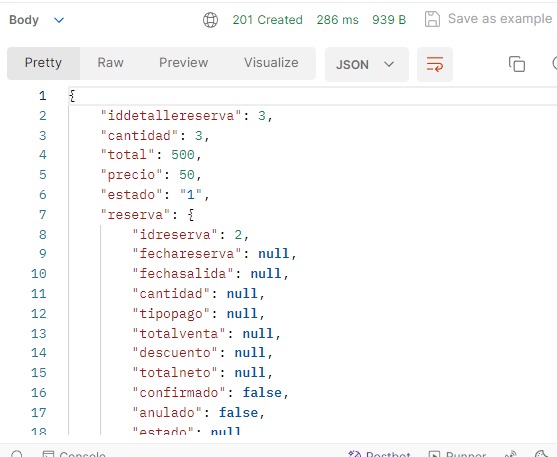 Body 201 Created 286 ms 939 B Save as example
Pretty Raw Preview Visualize JSON
1 {
2 "iddetallereserva": 3,
3 "cantidad": 3,
4 "total": 500,
5 "precio": 50,
6 "estado": "1",
7 "reserva": {
8 "idreserva": 2,
9 "fechareserva": null,
10 "fechasalida": null,
11 "cantidad": null,
12 "tipopago": null,
13 "totalventa": null,
14 "descuento": null,
15 "totalneto": null,
16 "confirmado": false,
17 "anulado": false,
18 "estado": null
Console Postbot Runner